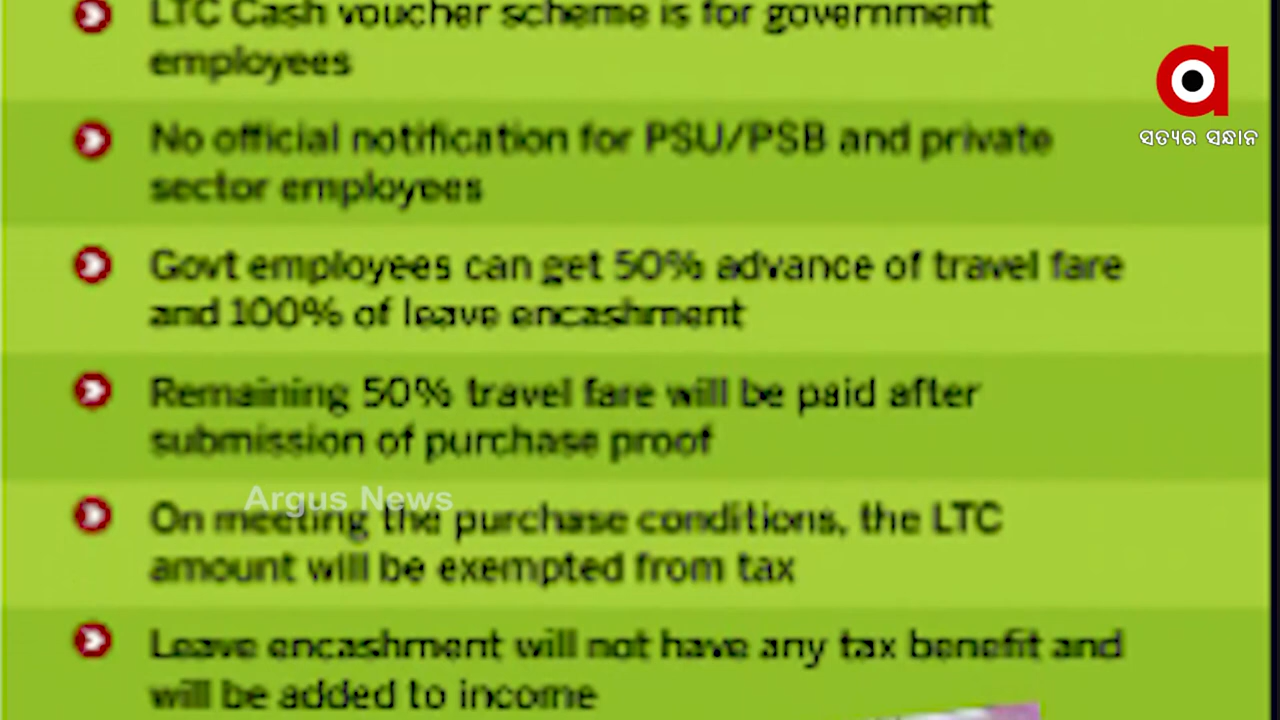 LTC Cash voucher scheme is for government
employees
No official notification for PSU/PSB and private
sector employees
Govt employees can get 50% advance of travel fare
and 100% of leave encashment
Remaining 50% travel fare will be paid after
submission of purchase proof
On meeting the purchase conditions, the LTC
amount will be exempted from tax
Leave encashment will not have any tax benefit and
will be added to income
a
ସତ୍ୟର ସନ୍ଧାନ
Argus News